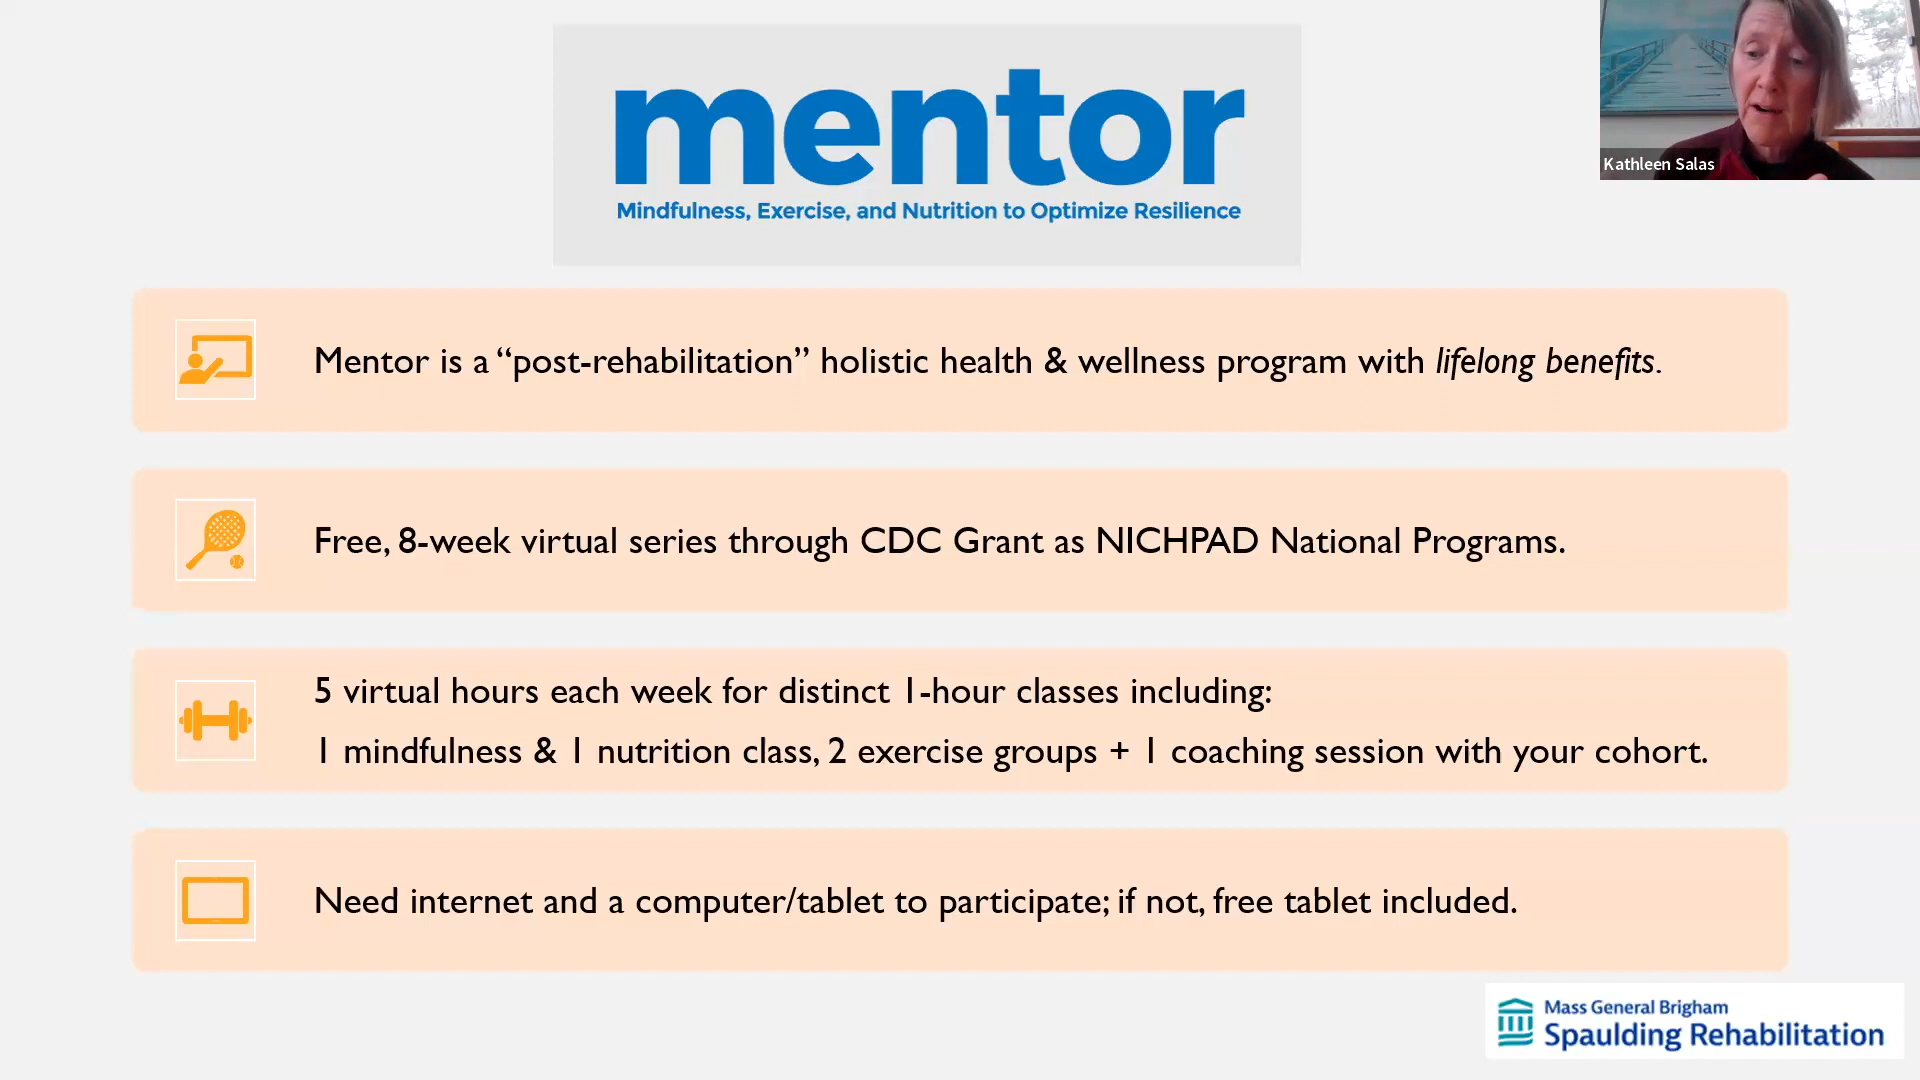 mentor
Mindfulness, Exercise, and Nutrition to Optimize Resilience
Kathleen Salas
Mentor is a “post-rehabilitation” holistic health & wellness program with lifelong benefits.
Free, 8-week virtual series through CDC Grant as NICHPAD National Programs.
5 virtual hours each week for distinct 1-hour classes including:
1 mindfulness & 1 nutrition class, 2 exercise groups + 1 coaching session with your cohort.
Need internet and a computer/tablet to participate; if not, free tablet included.
Mass General Brigham
Spaulding Rehabilitation